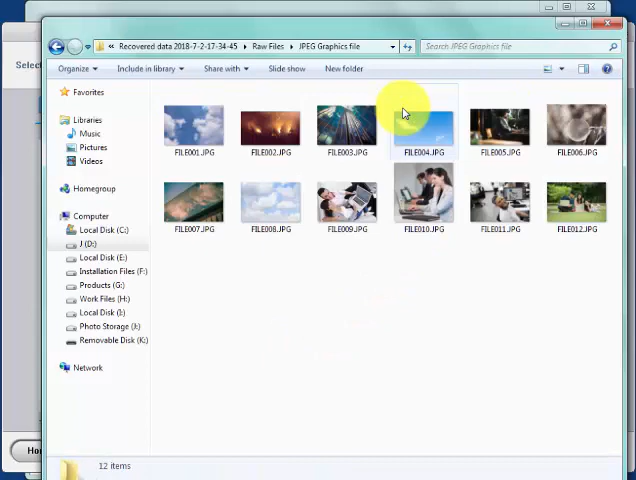 Recovered data 2018-7-2-17-34-45 Raw Files JPEG Graphics file
Search JPEG Graphics file
Organize Include in library Share with Slide show New folder
Selec
Favorites
Libraries
Music
Pictures
Videos
Homegroup
Computer
Local Disk (C:)
J (D:)
Local Disk (E:)
Installation Files (F:)
Products (G:)
Work Files (H:)
Local Disk (I:)
Photo Storage (J:)
Removable Disk (K:)
Network
FILE001.JPG FILE002.JPG FILE003.JPG FILE004.JPG FILE005.JPG FILE006.JPG
FILE007.JPG FILE008.JPG FILE009.JPG FILE010.JPG FILE011.JPG FILE012.JPG
Ho
12 items